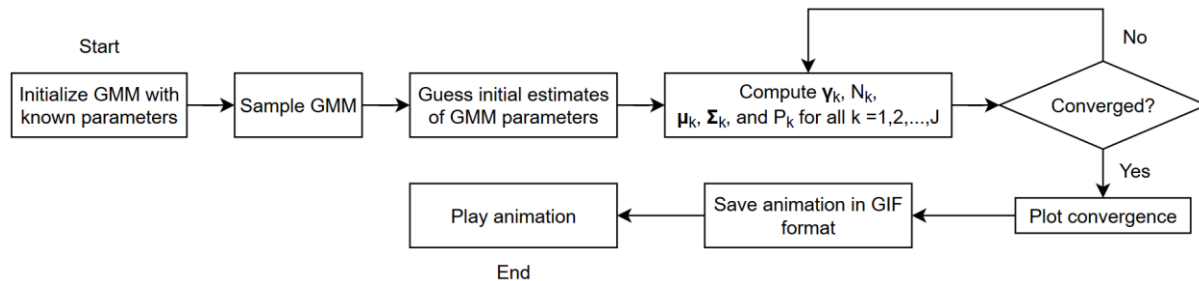 Start
Initialize GMM with
known parameters
Sample GMM
Guess initial estimates
of GMM parameters
Compute γk, Nk,
μk, Σk, and Pk for all k =1,2,...,J
No
Converged?
Yes
Plot convergence
Save animation in GIF
format
Play animation
End